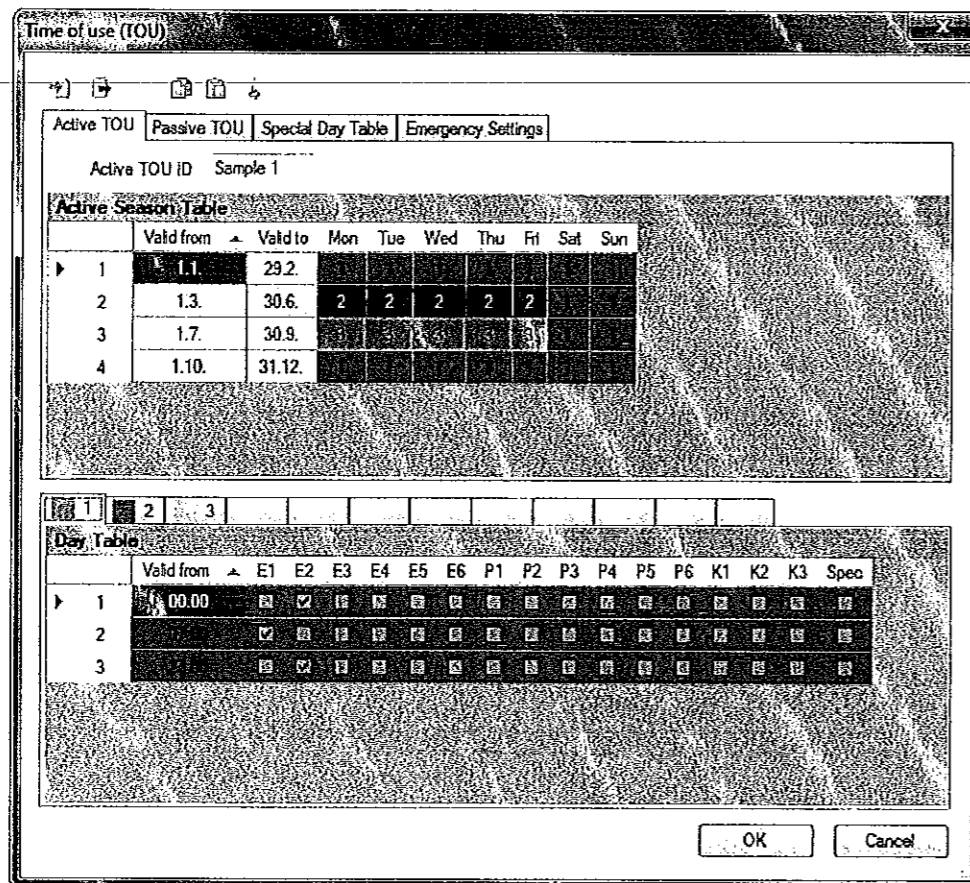 Time of use (TOU)
Active TOU Passive TOU Special Day Table Emergency Settings
Active TOU ID Sample 1
Active Season Table
Valid from Valid to Mon Tue Wed Thu Fri Sat Sun
1 1.1. 29.2.
2 1.3. 30.6. 2 2 2 2 2
3 1.7. 30.9.
4 1.10. 31.12.
1 2 3
Day Table
Valid from E1 E2 E3 E4 E5 E6 P1 P2 P3 P4 P5 P6 K1 K2 K3 Spec
1 00.00
2
3
OK Cancel